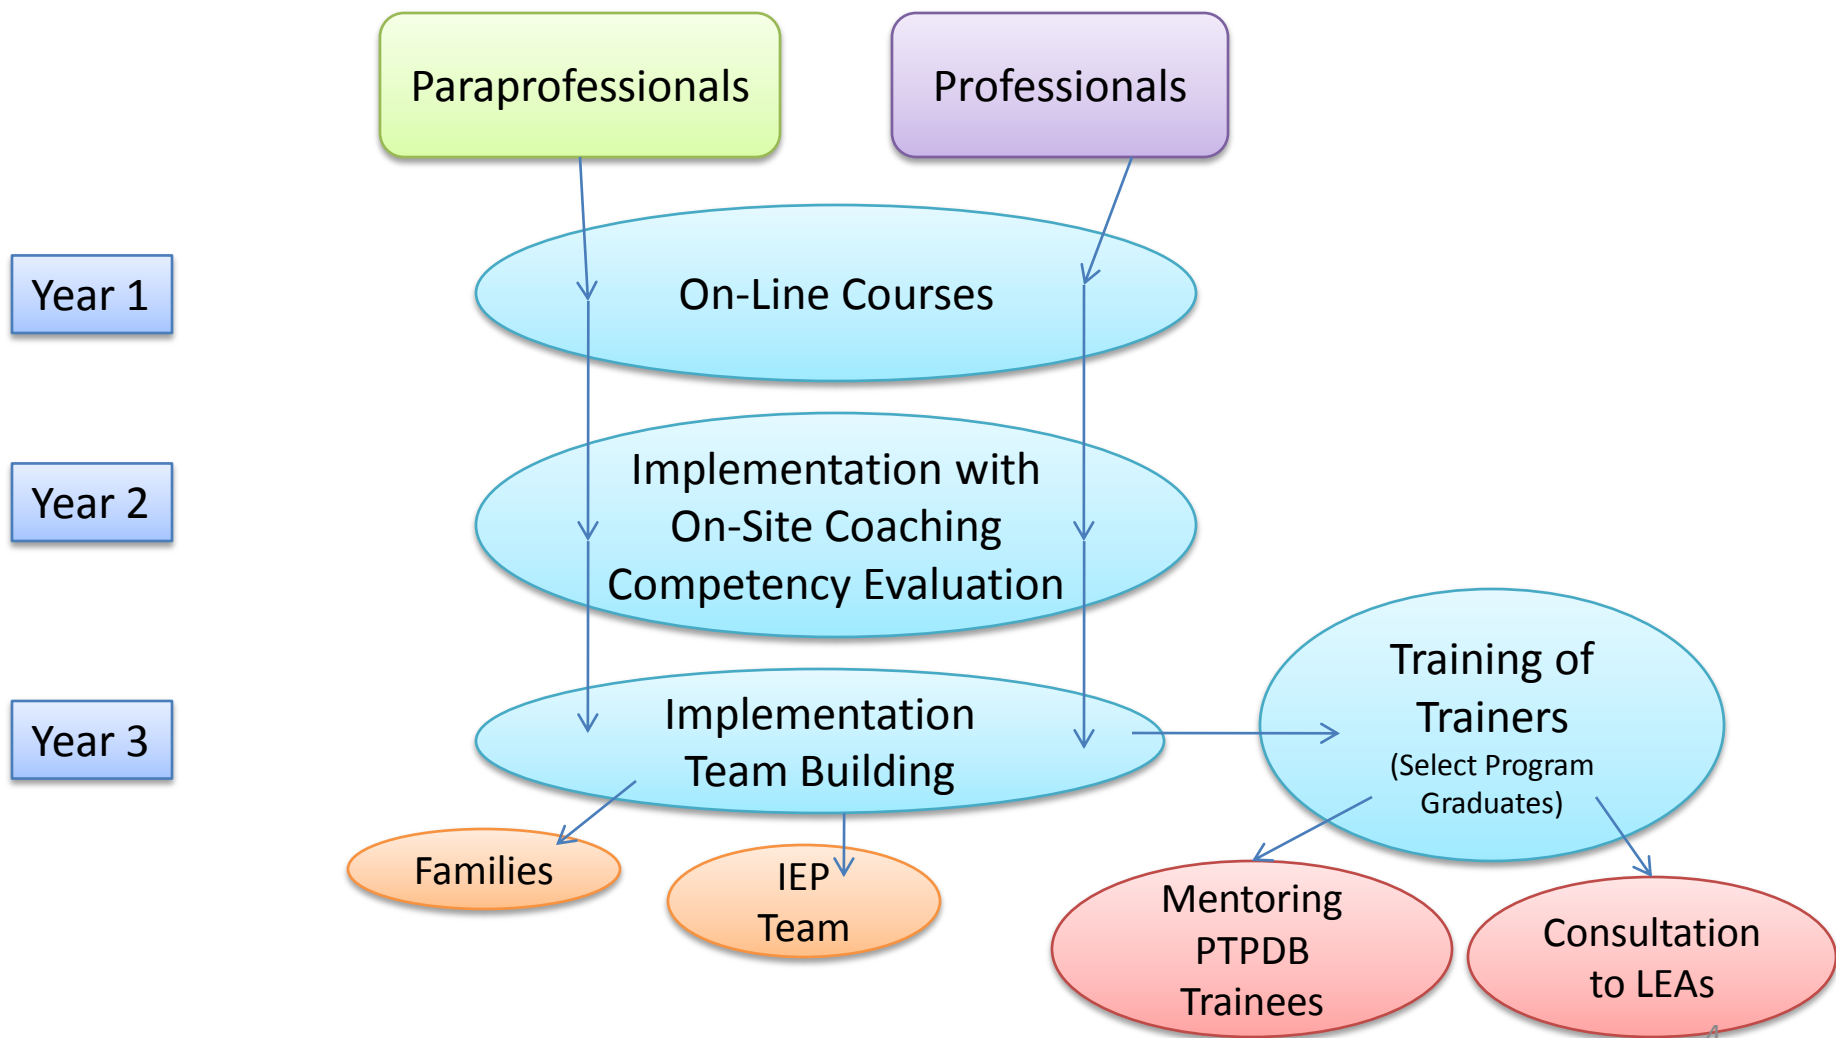 Paraprofessionals
Professionals
Year 1
On-Line Courses
Year 2
Implementation with
On-Site Coaching
Competency Evaluation
Year 3
Implementation
Team Building
Training of
Trainers
(Select Program
Graduates)
Families
IEP
Team
Mentoring
PTPDB
Trainees
Consultation
to LEAs